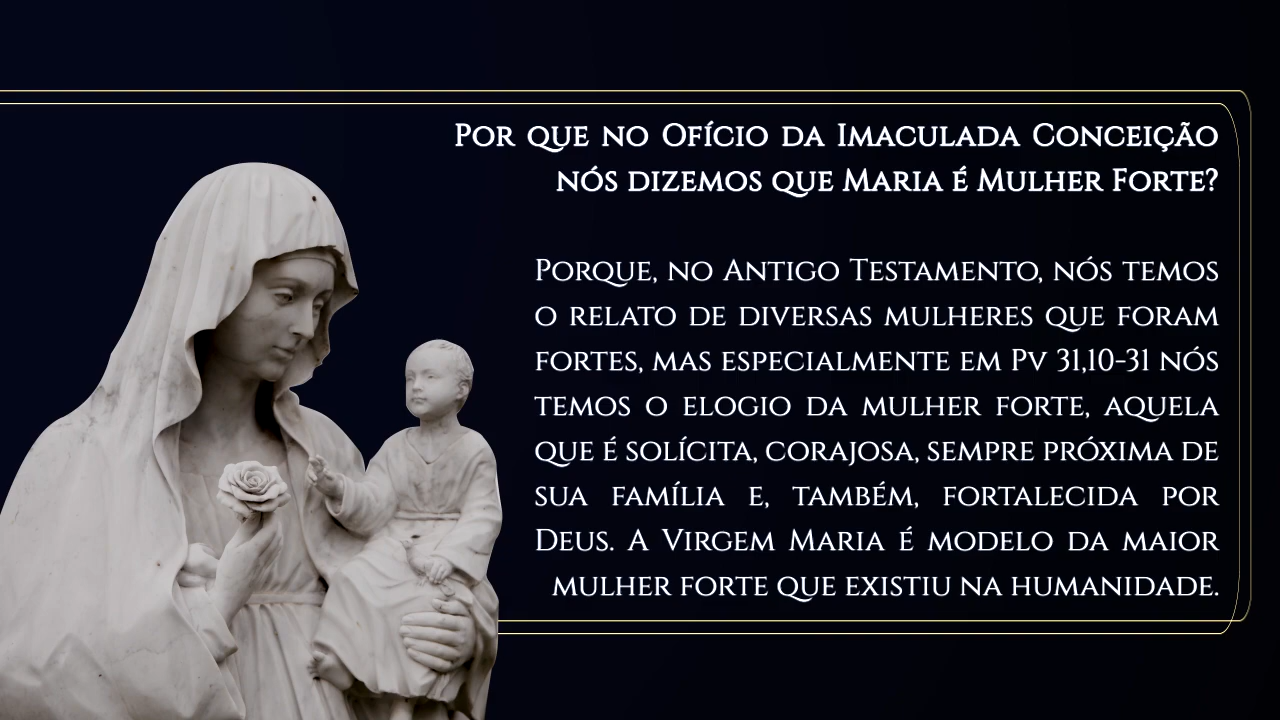 Por que no Ofício da Imaculada Conceição
nós dizemos que Maria é Mulher Forte?
Porque, no Antigo Testamento, nós temos
o relato de diversas mulheres que foram
fortes, mas especialmente em Pv 31,10-31 nós
temos o elogio da mulher forte, aquela
que é solícita, corajosa, sempre próxima de
sua família e, também, fortalecida por
Deus. A Virgem Maria é modelo da maior
mulher forte que existiu na humanidade.